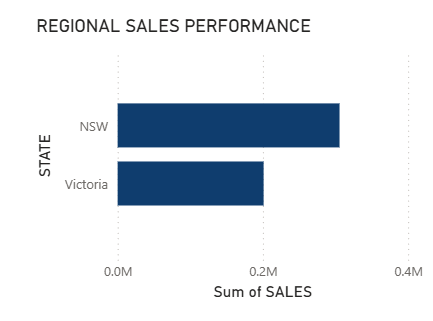 REGIONAL SALES PERFORMANCE
STATE
NSW
Victoria
0.0M 0.2M 0.4M
Sum of SALES